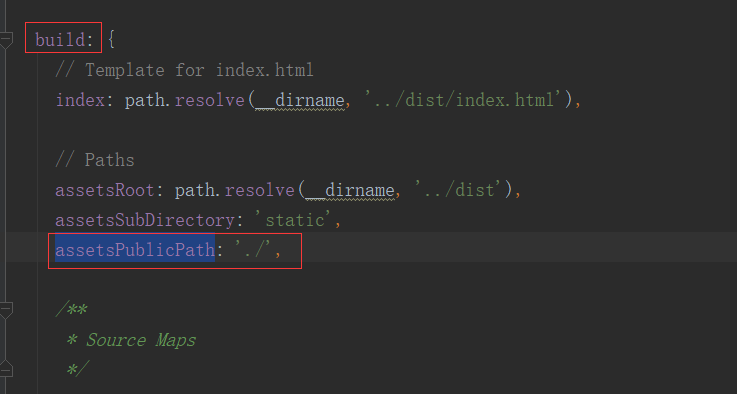 build: {
// Template for index.html
index: path.resolve(__dirname, '../dist/index.html'),
// Paths
assetsRoot: path.resolve(__dirname, '../dist'),
assetsSubDirectory: 'static',
assetsPublicPath: './',
/**
* Source Maps
*/